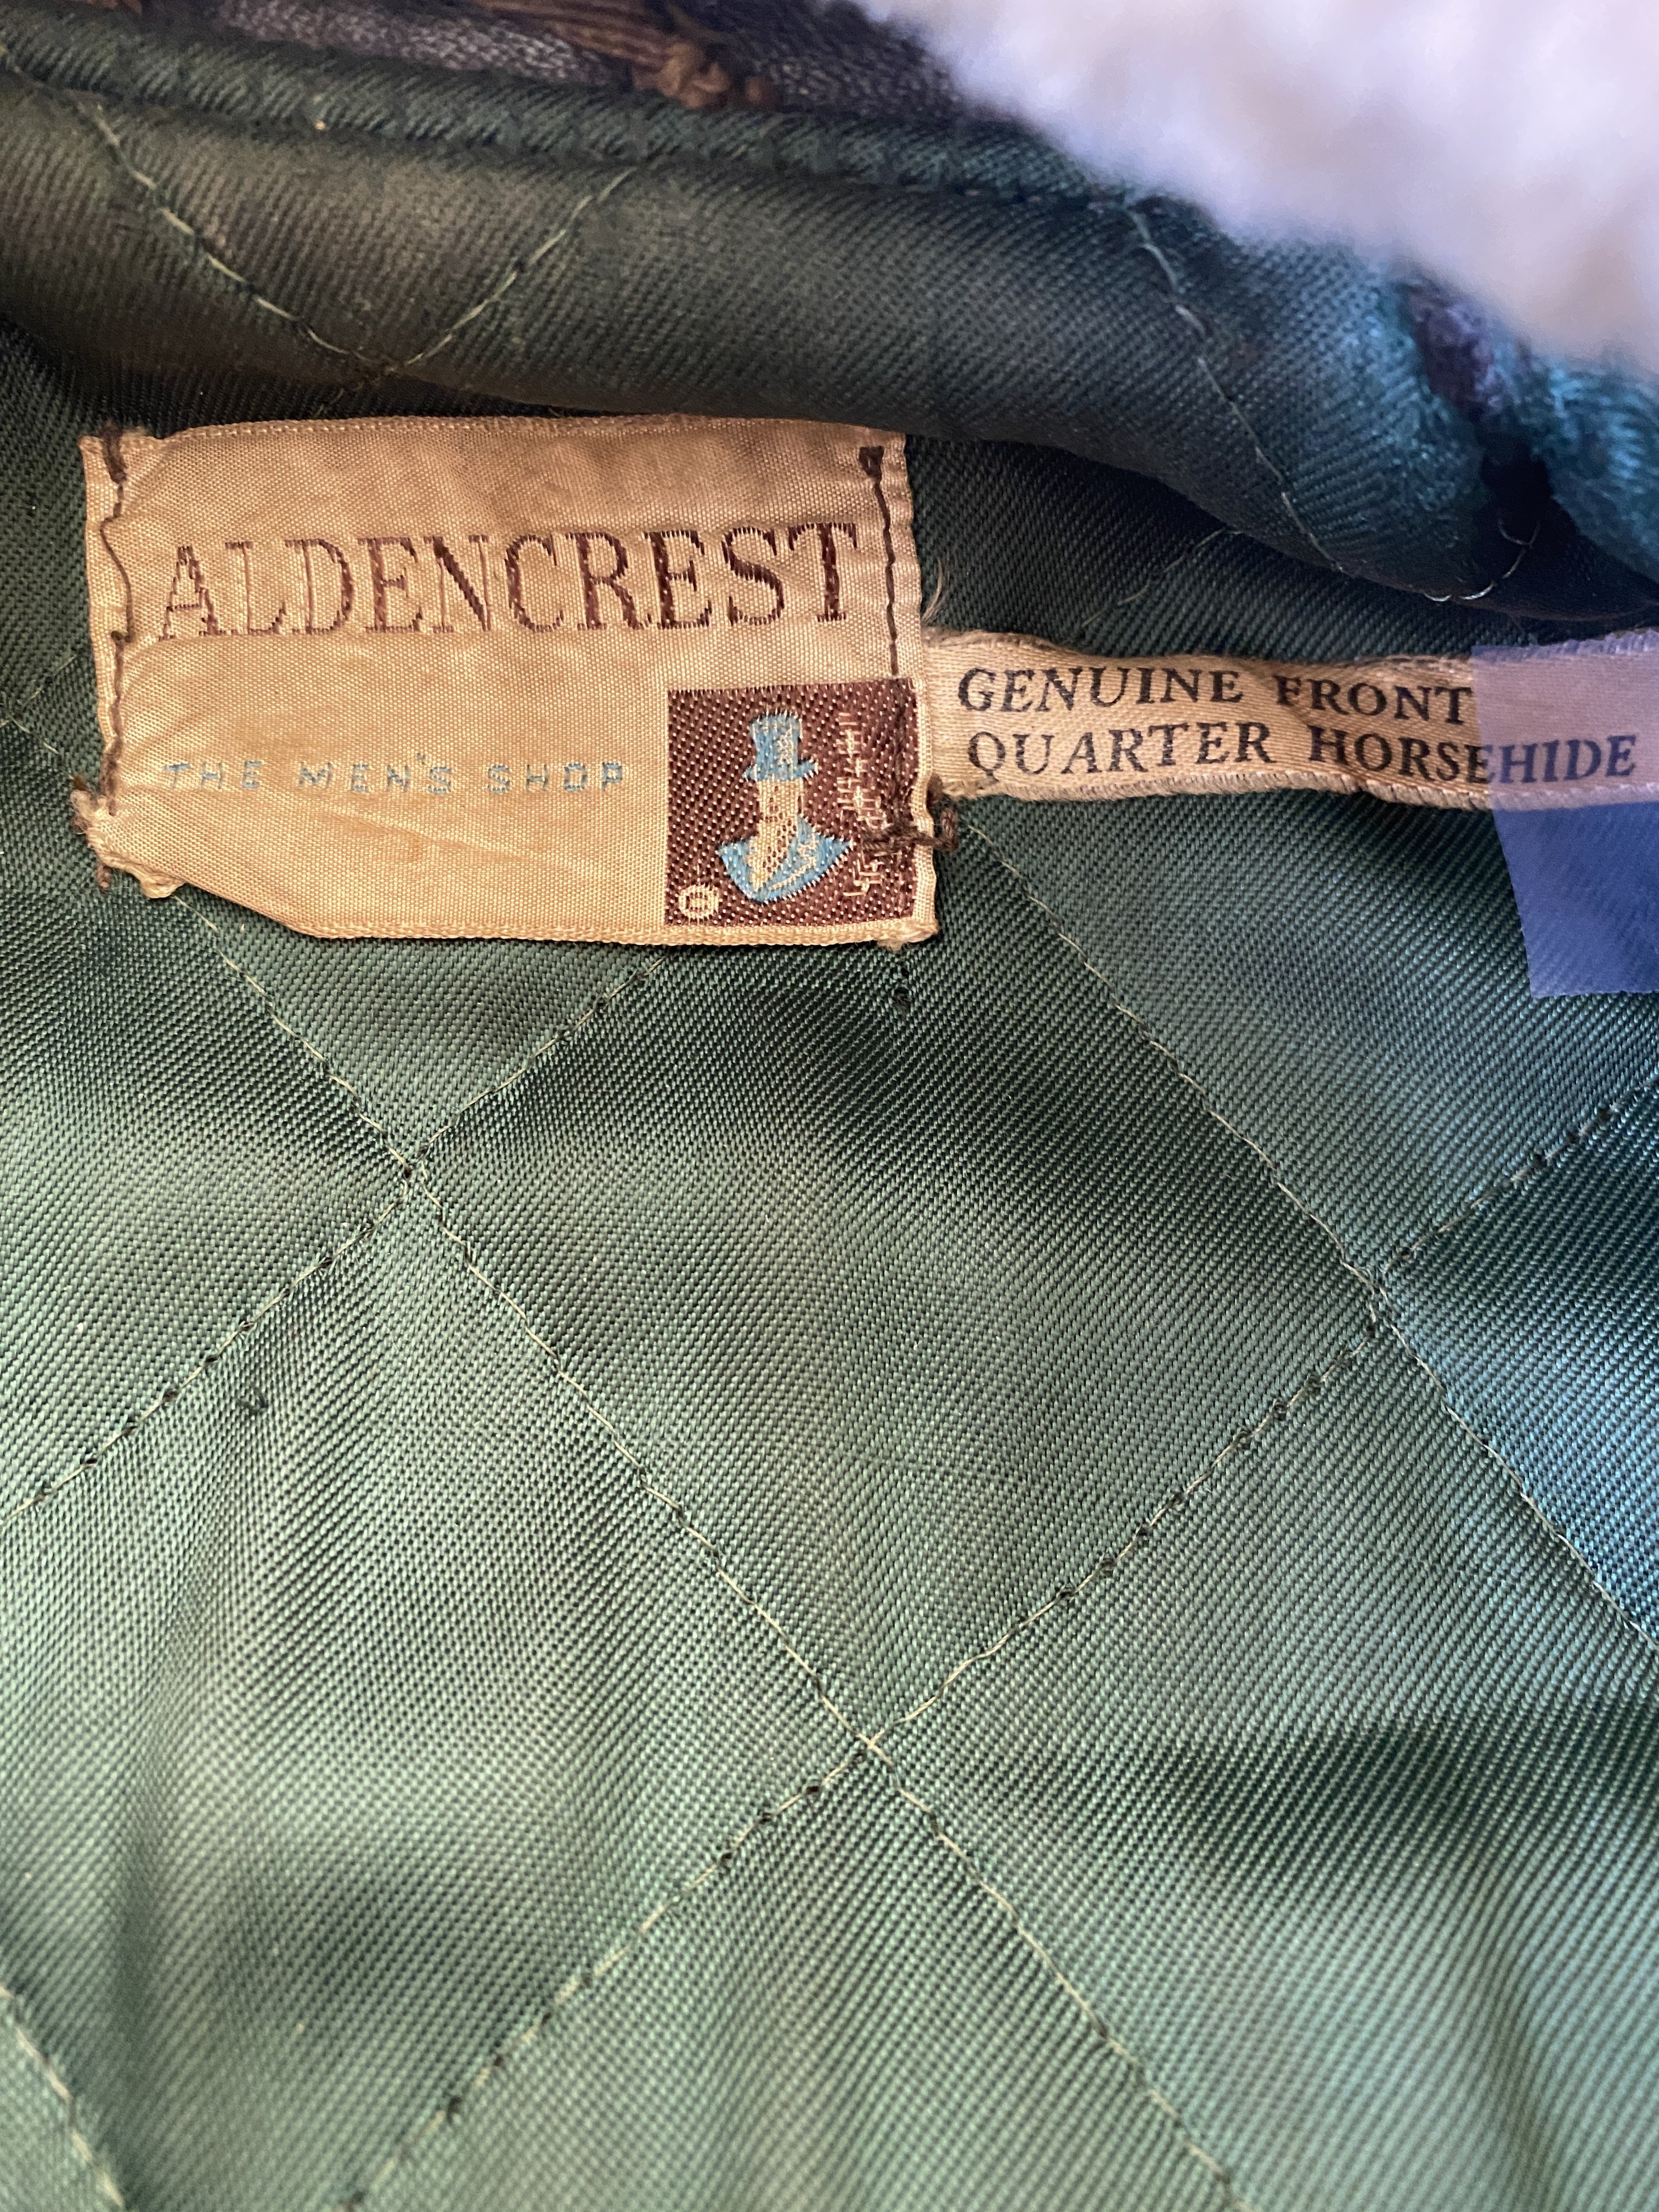 ALDENCREST
THE MEN'S SHOP
©
GENUINE FRONT
QUARTER HORSEHIDE